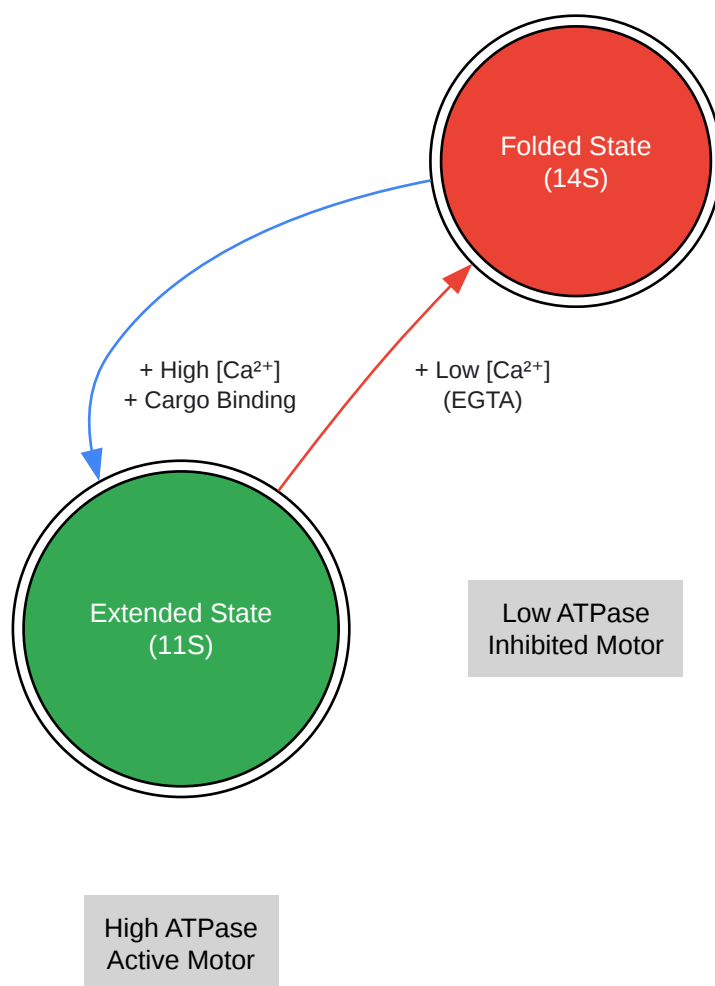 Folded State
(14S)
+ High [Ca²⁺]
+ Cargo Binding
+ Low [Ca²⁺]
(EGTA)
Extended State
(11S)
Low ATPase
Inhibited Motor
High ATPase
Active Motor